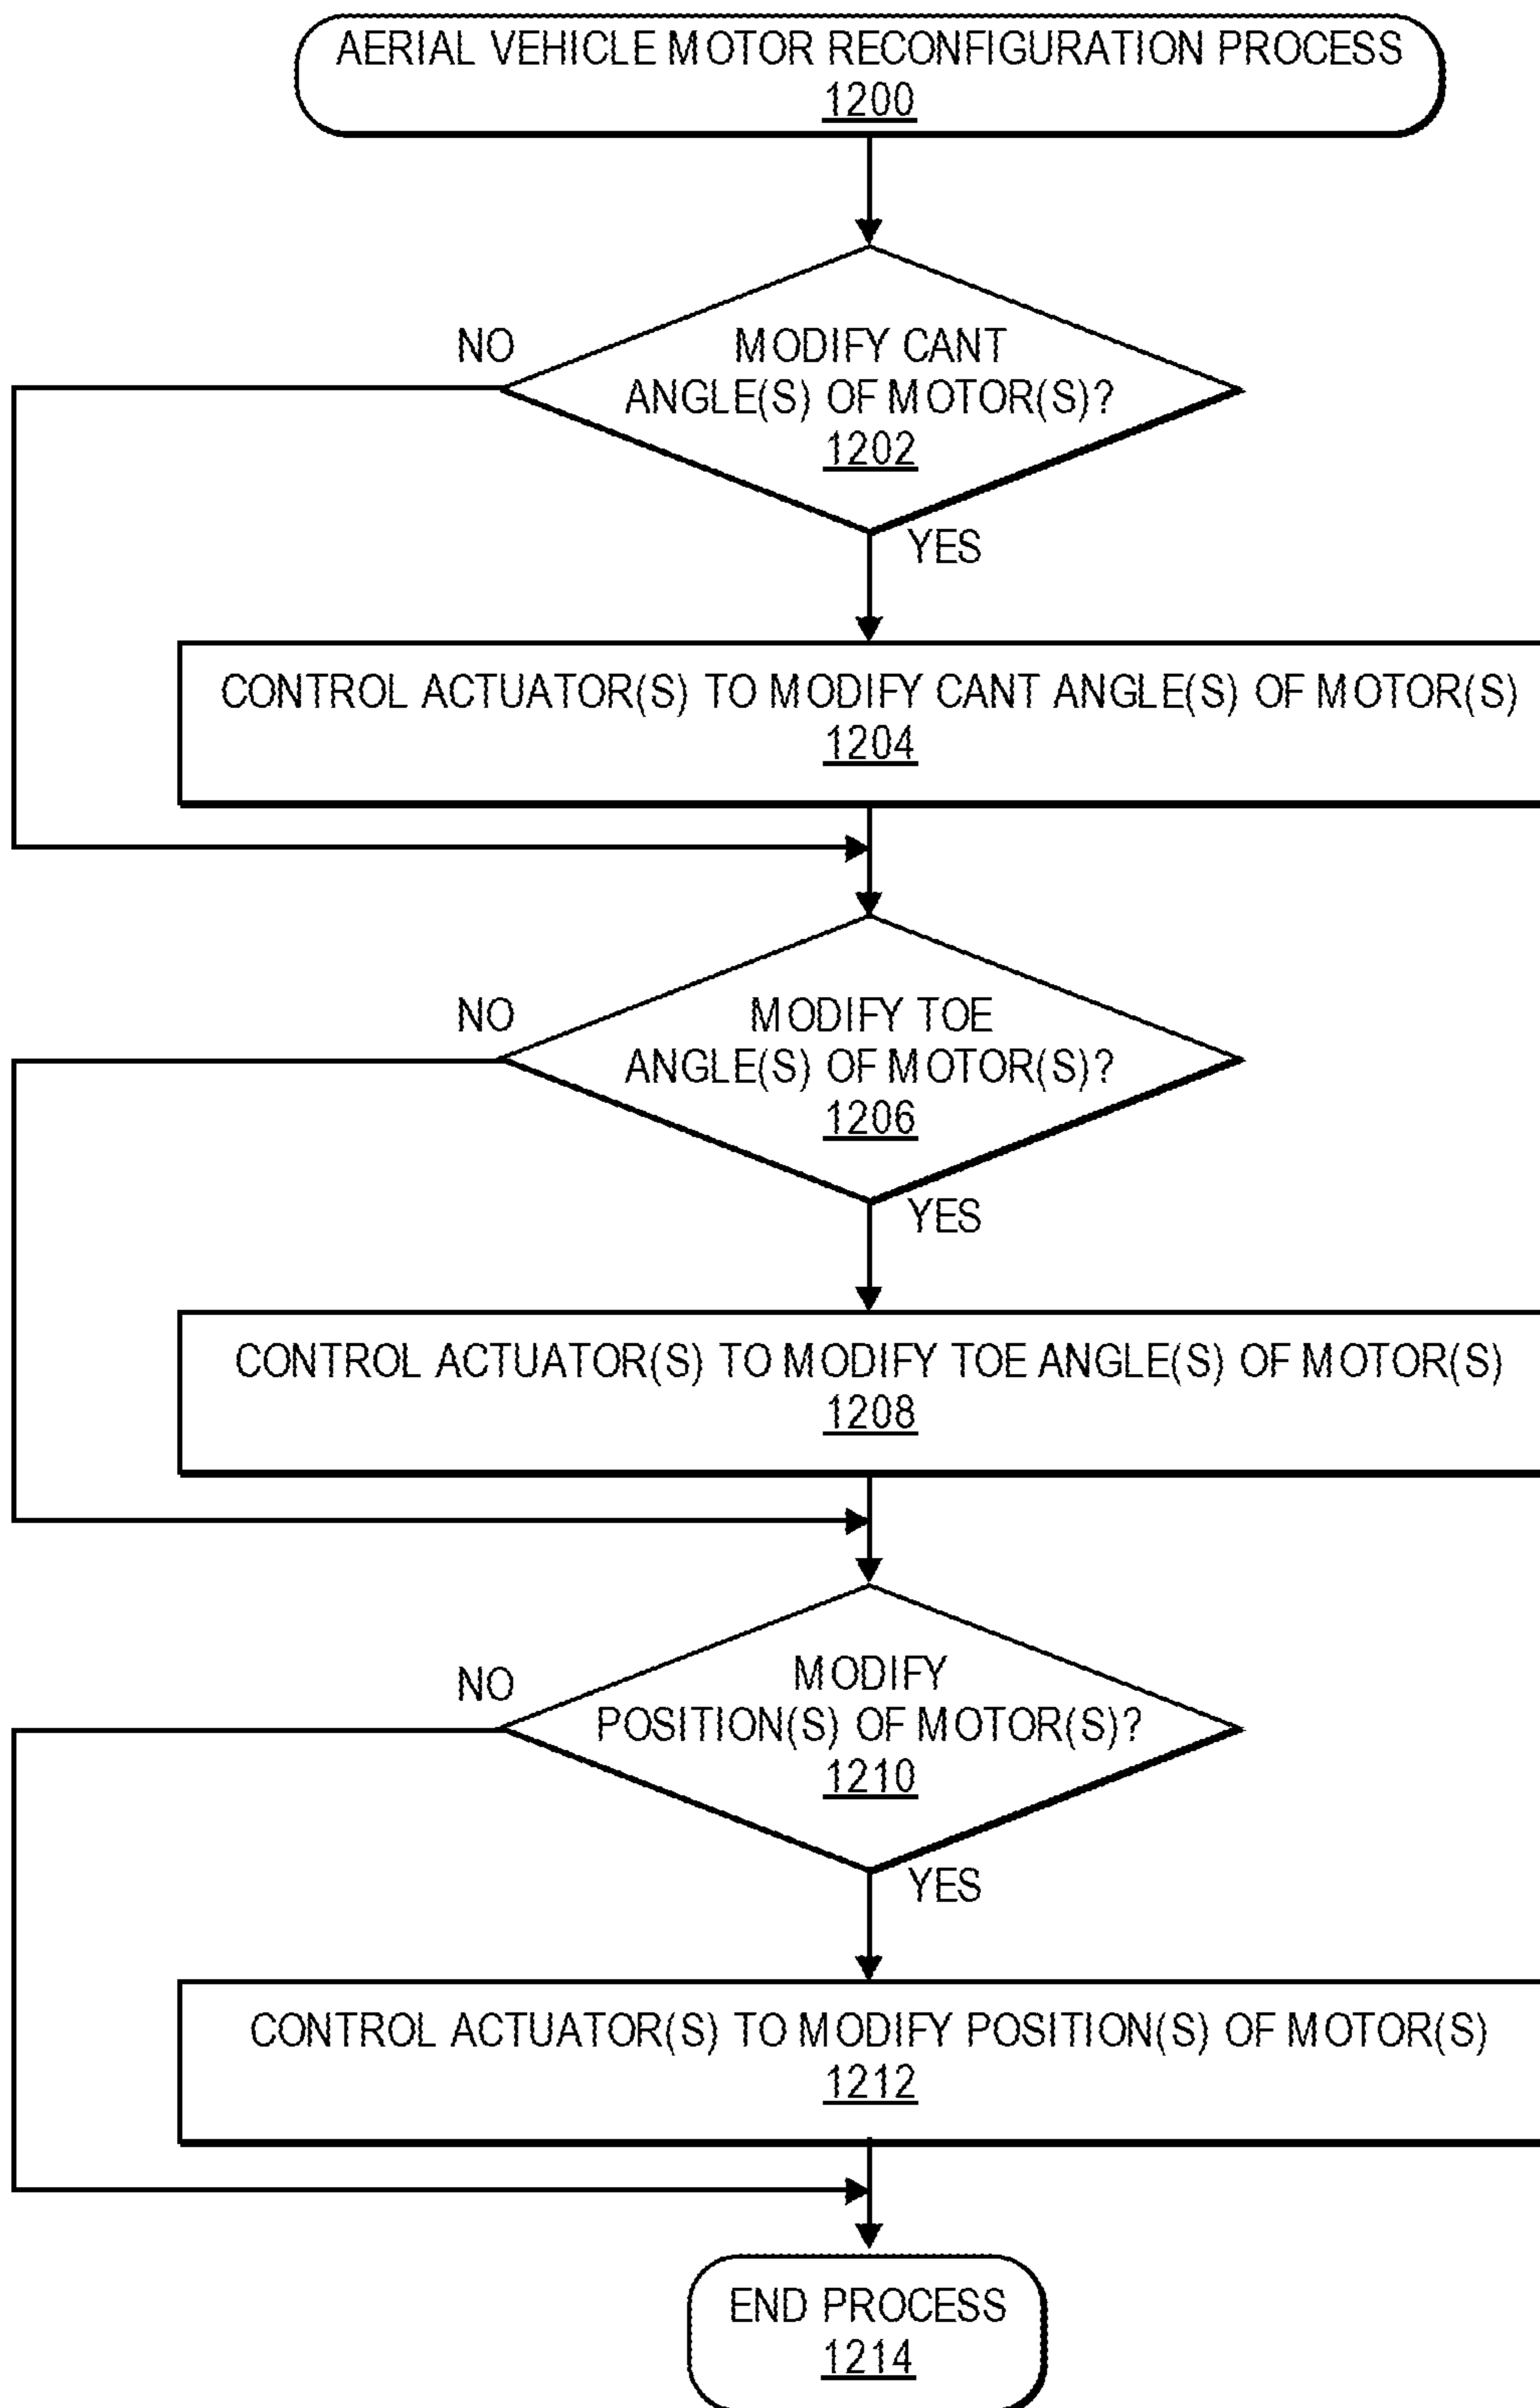 AERIAL VEHICLE MOTOR RECONFIGURATION PROCESS
1200
NO
MODIFY CANT
ANGLE(S) OF MOTOR(S)?
1202
YES
CONTROL ACTUATOR(S) TO MODIFY CANT ANGLE(S) OF MOTOR(S)
1204
NO
MODIFY TOE
ANGLE(S) OF MOTOR(S)?
1206
YES
CONTROL ACTUATOR(S) TO MODIFY TOE ANGLE(S) OF MOTOR(S)
1208
NO
MODIFY
POSITION(S) OF MOTOR(S)?
1210
YES
CONTROL ACTUATOR(S) TO MODIFY POSITION(S) OF MOTOR(S)
1212
END PROCESS
1214